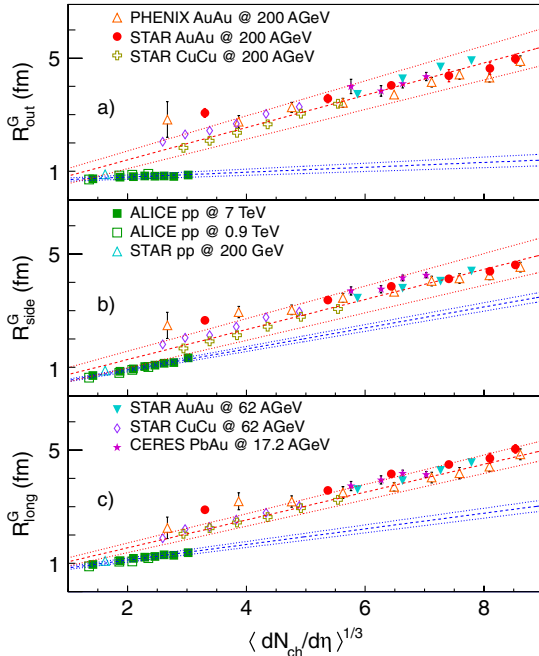 PHENIX AuAu @ 200 AGeV
STAR AuAu @ 200 AGeV
STAR CuCu @ 200 AGeV
R^G_out (fm)
5
1
a)
ALICE pp @ 7 TeV
ALICE pp @ 0.9 TeV
STAR pp @ 200 GeV
R^G_side (fm)
5
1
b)
STAR AuAu @ 62 AGeV
STAR CuCu @ 62 AGeV
CERES PbAu @ 17.2 AGeV
R^G_long (fm)
5
1
c)
2 4 6 8
⟨ dN_ch/dη ⟩^1/3